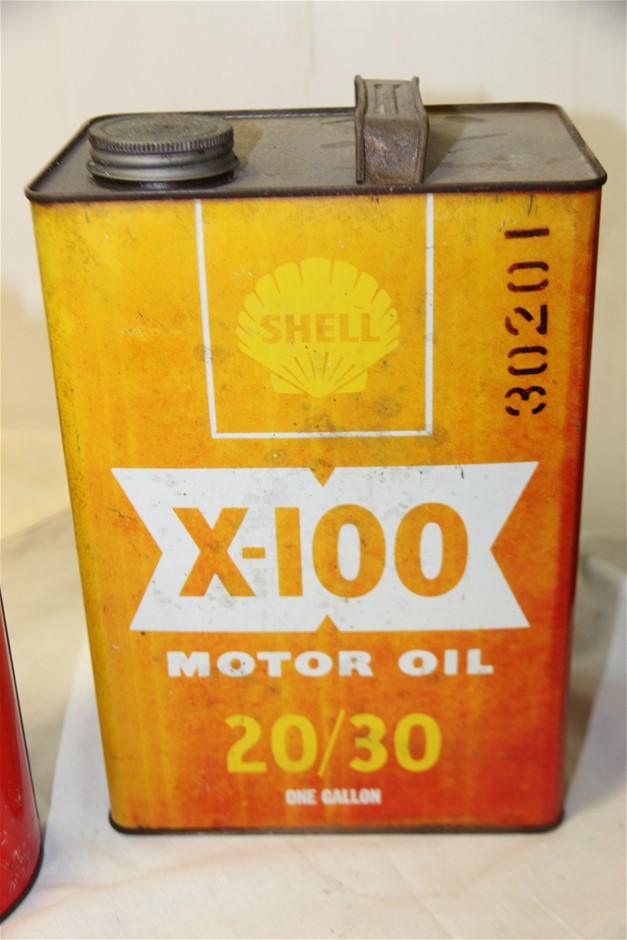 SHELL
30201
X-100
MOTOR OIL
20/30
ONE GALLON